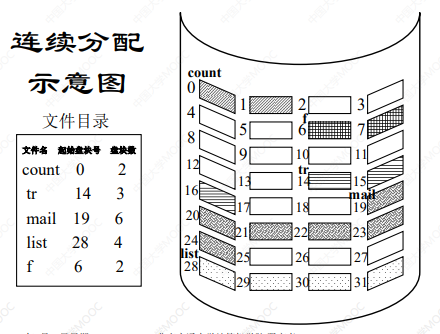 连续分配
示意图
文件目录
文件名 起始盘块号 盘块数
count 0 2
tr 14 3
mail 19 6
list 28 4
f 6 2
count
0 1 2 3
f
4 5 6 7
8 9 10 11
tr
12 13 14 15
mail
16 17 18 19
20 21 22 23
list
24 25 26 27
28 29 30 31